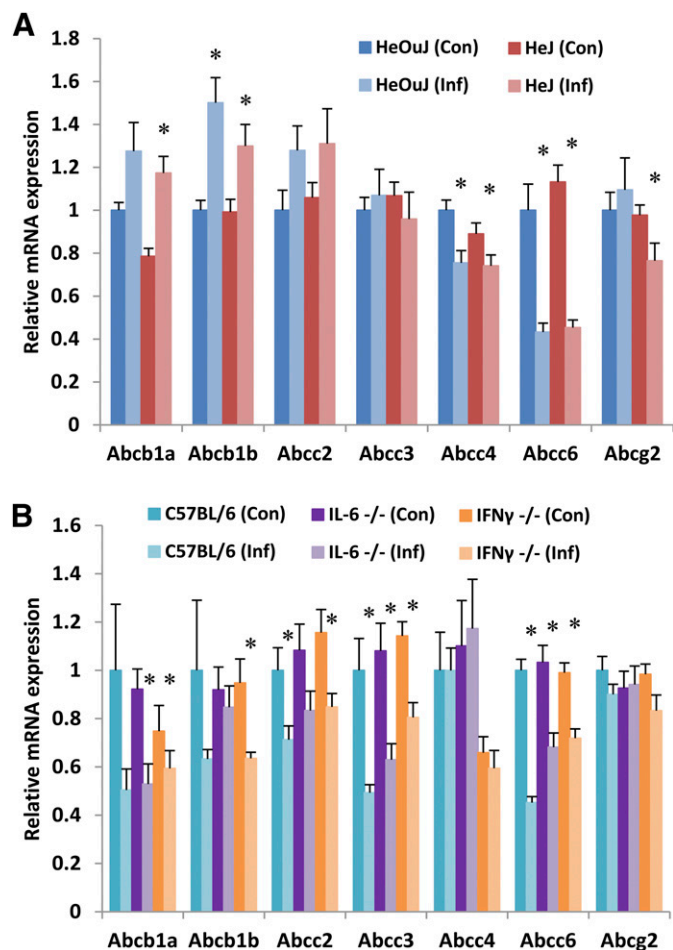 A
1.8
1.6
1.4
1.2
1
0.8
0.6
0.4
0.2
0
Relative mRNA expression
HeOuJ (Con) HeJ (Con)
HeOuJ (Inf) HeJ (Inf)
* * * * * * * *
Abcb1a Abcb1b Abcc2 Abcc3 Abcc4 Abcc6 Abcg2
B
1.6
1.4
1.2
1
0.8
0.6
0.4
0.2
0
Relative mRNA expression
C57BL/6 (Con) IL-6 -/- (Con) IFNγ -/- (Con)
C57BL/6 (Inf) IL-6 -/- (Inf) IFNγ -/- (Inf)
* * * * * * * * * * *
Abcb1a Abcb1b Abcc2 Abcc3 Abcc4 Abcc6 Abcg2